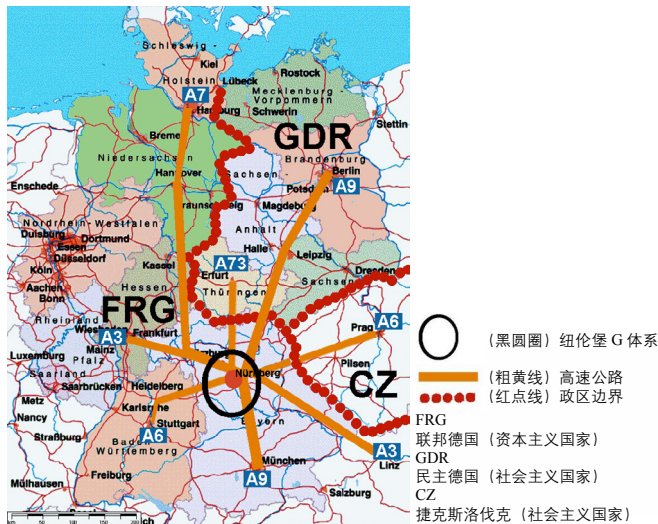 Schleswig -
Kiel
Holstein
Lübeck
Rostock
Mecklenburg -
Vorpommern
A7
Hamburg
Schwerin
Stettin
Breme
GDR
Niedersachsen
Brandenburg
Hannover
Sachsen -
Berlin
Enschede
Potsdam
A9
raunschweig
Magdeburg
Nordrhein-Westfalen
Anhalt
Duisburg
Dortmund
Essen
Düsseldorf
Halle
Leipzig
Kassel
A73
Erfurt
Dresden
Köln
Sachsen
Aachen
Bonn
Hessen
Thüringen
FRG
Rheinland
Wiesbaden
Frankfurt
A3
Prag
A6
Mainz
Pfalz
Luxemburg
Saarland
Nürnberg
Pilsen
Saarbrücken
Heidelberg
CZ
Metz
Karlsruhe
Nancy
Stuttgart
Bayern
Straßburg
A6
Baden
Württemberg
A3
Linz
München
Freiburg
A9
Mülhausen
Salzburg
(黑圆圈) 纽伦堡 G 体系
(粗黄线) 高速公路
(红点线) 政区边界
FRG
联邦德国 (资本主义国家)
GDR
民主德国 (社会主义国家)
CZ
捷克斯洛伐克 (社会主义国家)